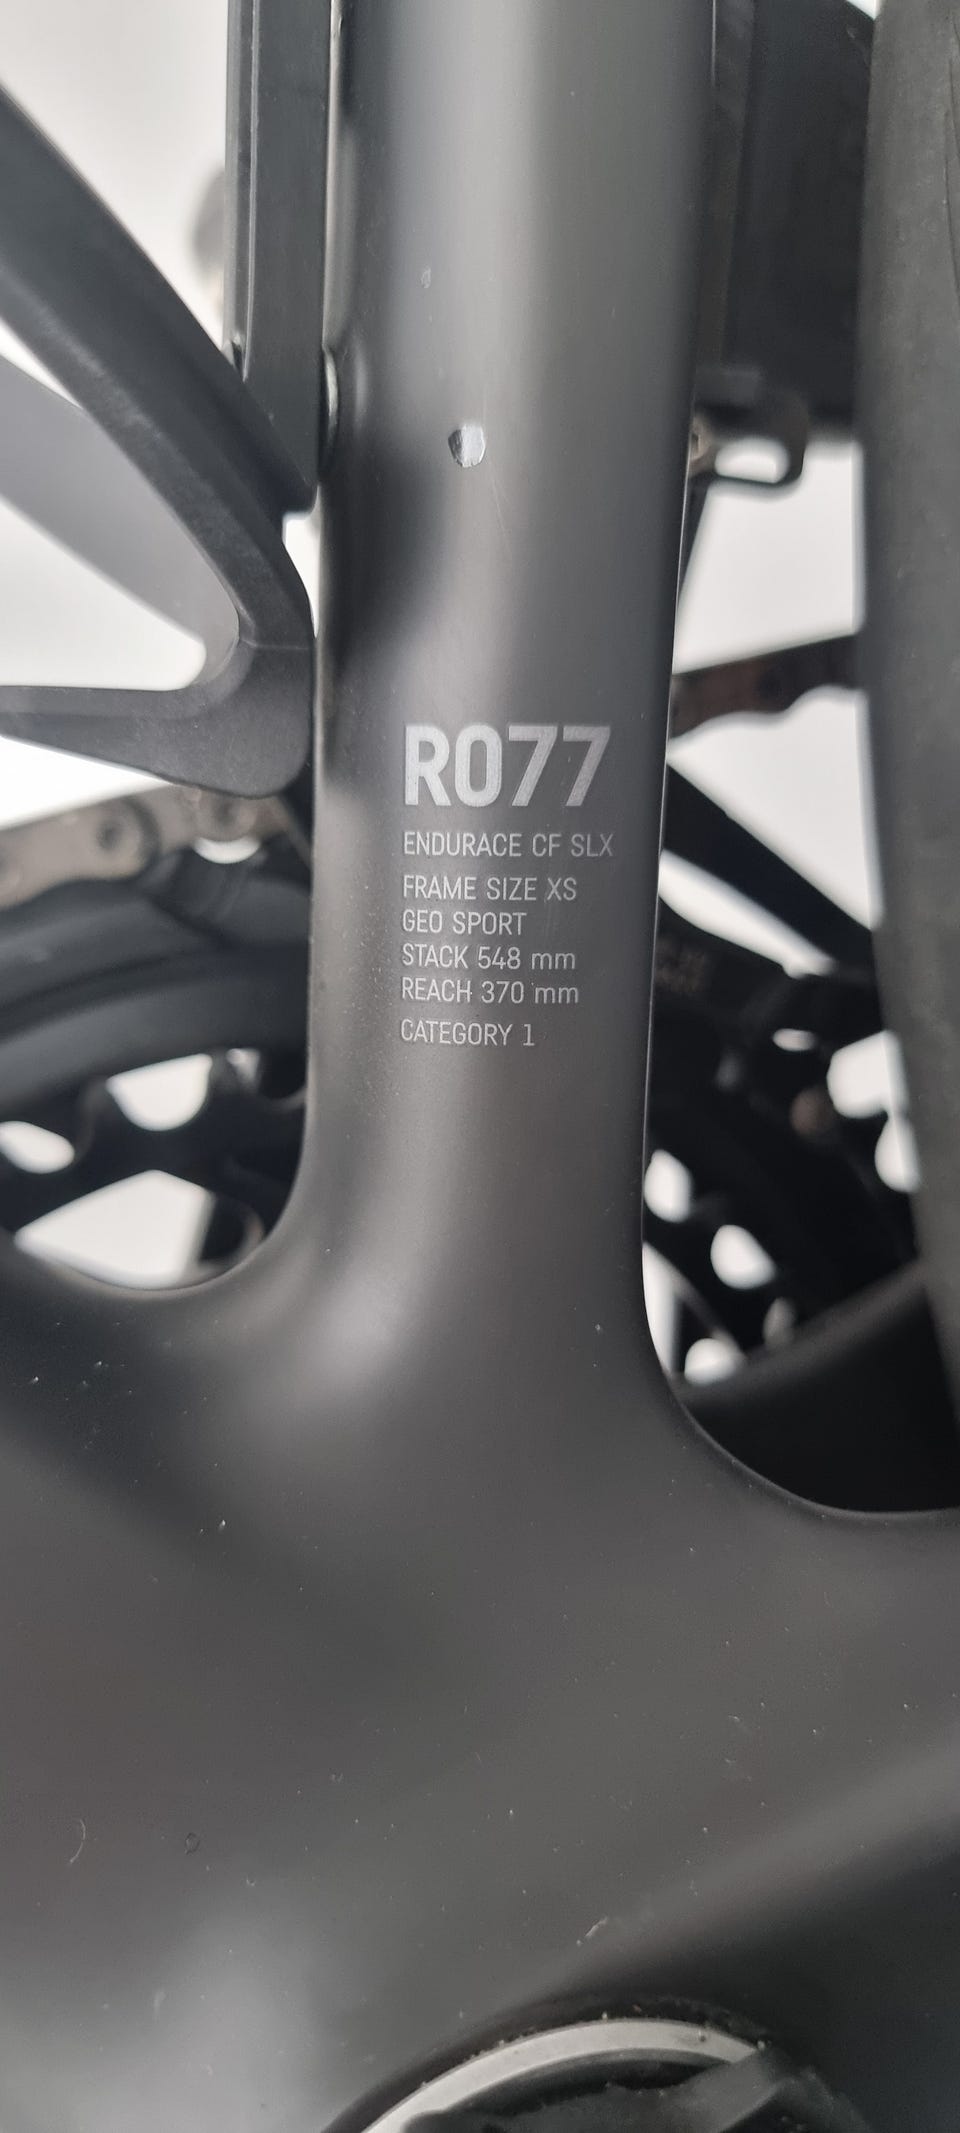 R077
ENDURACE CF SLX
FRAME SIZE XS
GEO SPORT
STACK 548 mm
REACH 370 mm
CATEGORY 1